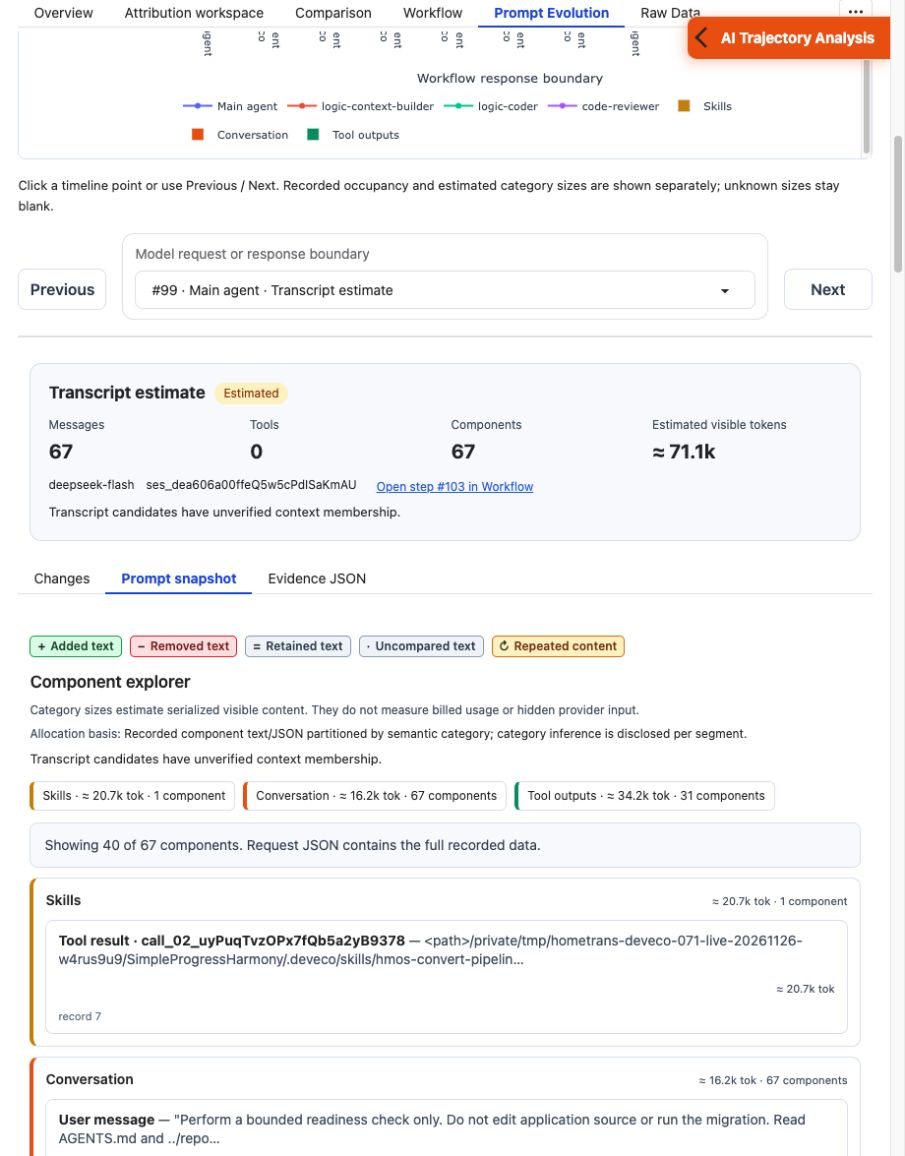 Overview Attribution workspace Comparison Workflow Prompt Evolution Raw Data ...
AI Trajectory Analysis
Workflow response boundary
Main agent logic-context-builder logic-coder code-reviewer Skills
Conversation Tool outputs
Click a timeline point or use Previous / Next. Recorded occupancy and estimated category sizes are shown separately; unknown sizes stay
blank.
Model request or response boundary
Previous #99 · Main agent · Transcript estimate Next
Transcript estimate Estimated
Messages Tools Components Estimated visible tokens
67 0 67 ≈ 71.1k
deepseek-flash ses_dea606a00ffeQ5w5cPdISaKmAU Open step #103 in Workflow
Transcript candidates have unverified context membership.
Changes Prompt snapshot Evidence JSON
+ Added text − Removed text = Retained text · Uncompared text ↻ Repeated content
Component explorer
Category sizes estimate serialized visible content. They do not measure billed usage or hidden provider input.
Allocation basis: Recorded component text/JSON partitioned by semantic category; category inference is disclosed per segment.
Transcript candidates have unverified context membership.
Skills · ≈ 20.7k tok · 1 component Conversation · ≈ 16.2k tok · 67 components Tool outputs · ≈ 34.2k tok · 31 components
Showing 40 of 67 components. Request JSON contains the full recorded data.
Skills ≈ 20.7k tok · 1 component
Tool result · call_02_uyPuqTvzOPx7fQb5a2yB9378 — <path>/private/tmp/hometrans-deveco-071-live-20261126-
w4rus9u9/SimpleProgressHarmony/.deveco/skills/hmos-convert-pipelin...
≈ 20.7k tok
record 7
Conversation ≈ 16.2k tok · 67 components
User message — "Perform a bounded readiness check only. Do not edit application source or run the migration. Read
AGENTS.md and ../repo...